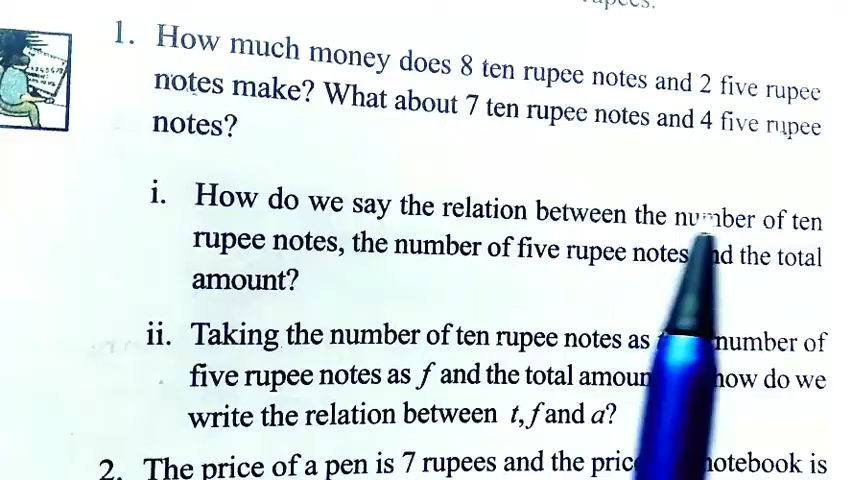 rupees.
1. How much money does 8 ten rupee notes and 2 five rupee
notes make? What about 7 ten rupee notes and 4 five rupee
notes?
i. How do we say the relation between the number of ten
rupee notes, the number of five rupee notes and the total
amount?
ii. Taking the number of ten rupee notes as number of
five rupee notes as f and the total how do we
write the relation between t, f and a?
2. The price of a pen is 7 rupees and the notebook is